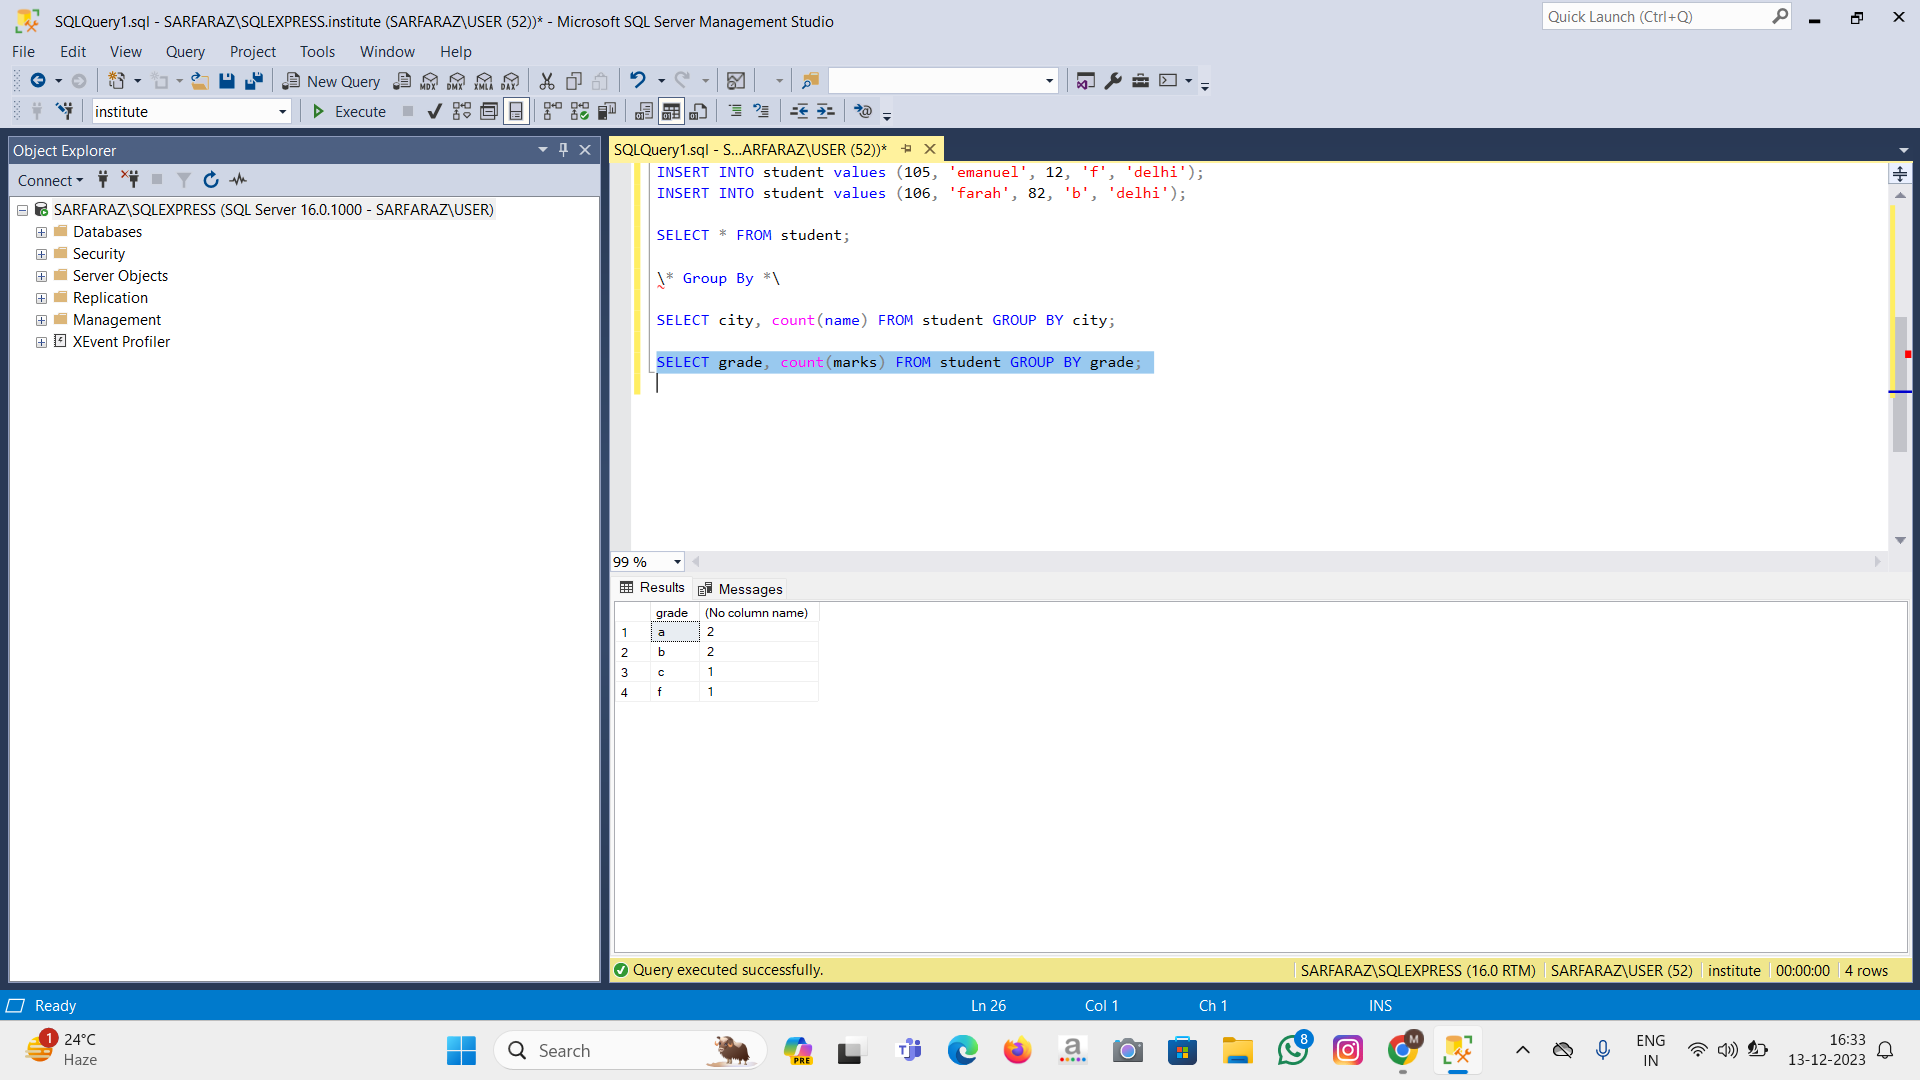 SQLQuery1.sql - SARFARAZ\SQLEXPRESS.institute (SARFARAZ\USER (52))* - Microsoft SQL Server Management Studio
Quick Launch (Ctrl+Q)
File Edit View Query Project Tools Window Help
New Query MDX DMX XMLA DAX
institute Execute
Object Explorer
Connect
SARFARAZ\SQLEXPRESS (SQL Server 16.0.1000 - SARFARAZ\USER)
Databases
Security
Server Objects
Replication
Management
XEvent Profiler
SQLQuery1.sql - S...ARFARAZ\USER (52))*
INSERT INTO student values (105, 'emanuel', 12, 'f', 'delhi');
INSERT INTO student values (106, 'farah', 82, 'b', 'delhi');
SELECT * FROM student;
\* Group By *\
SELECT city, count(name) FROM student GROUP BY city;
SELECT grade, count(marks) FROM student GROUP BY grade;
99 %
Results Messages
grade (No column name)
1 a 2
2 b 2
3 c 1
4 f 1
Query executed successfully. SARFARAZ\SQLEXPRESS (16.0 RTM) SARFARAZ\USER (52) institute 00:00:00 4 rows
Ready Ln 26 Col 1 Ch 1 INS
1 24°C
Haze
Search
PRE
8
M
ENG
IN
16:33
13-12-2023